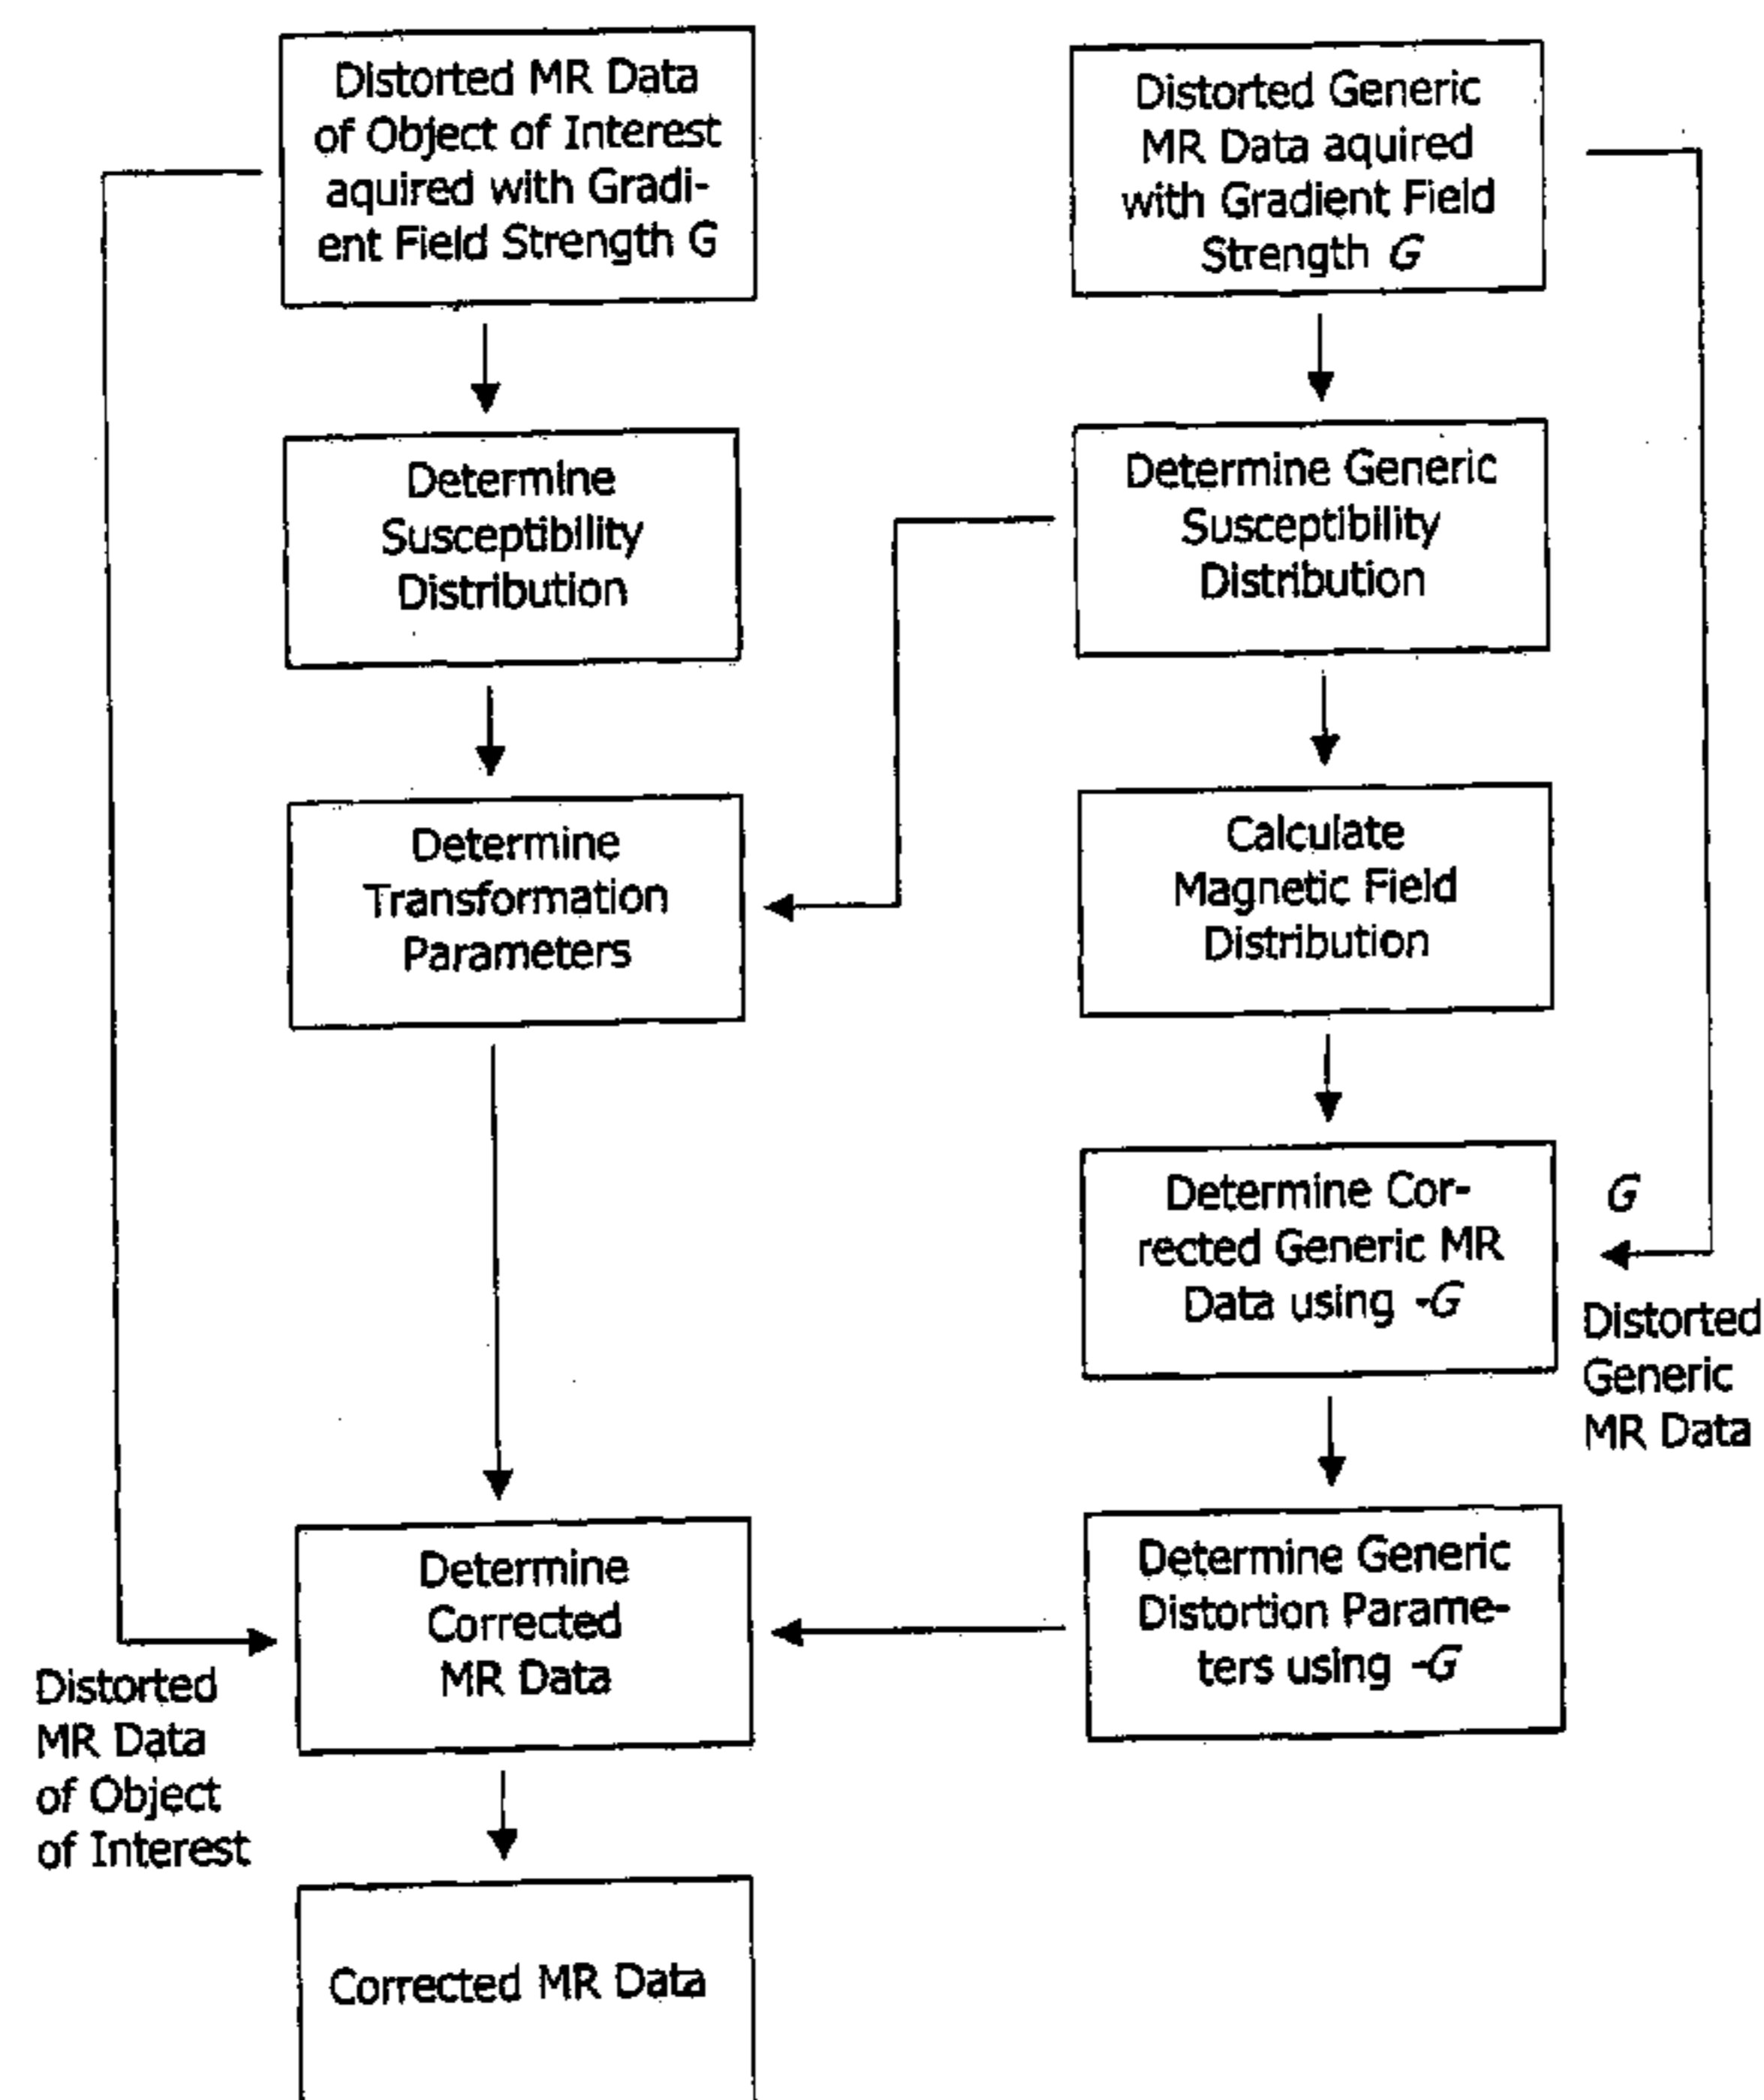 Distorted MR Data
of Object of Interest
aquired with Gradi-
ent Field Strength G
Distorted Generic
MR Data aquired
with Gradient Field
Strength G
Determine
Susceptibility
Distribution
Determine Generic
Susceptibility
Distribution
Determine
Transformation
Parameters
Calculate
Magnetic Field
Distribution
Determine Cor-
rected Generic MR
Data using -G
G
Distorted
Generic
MR Data
Determine
Corrected
MR Data
Determine Generic
Distortion Parame-
ters using -G
Distorted
MR Data
of Object
of Interest
Corrected MR Data